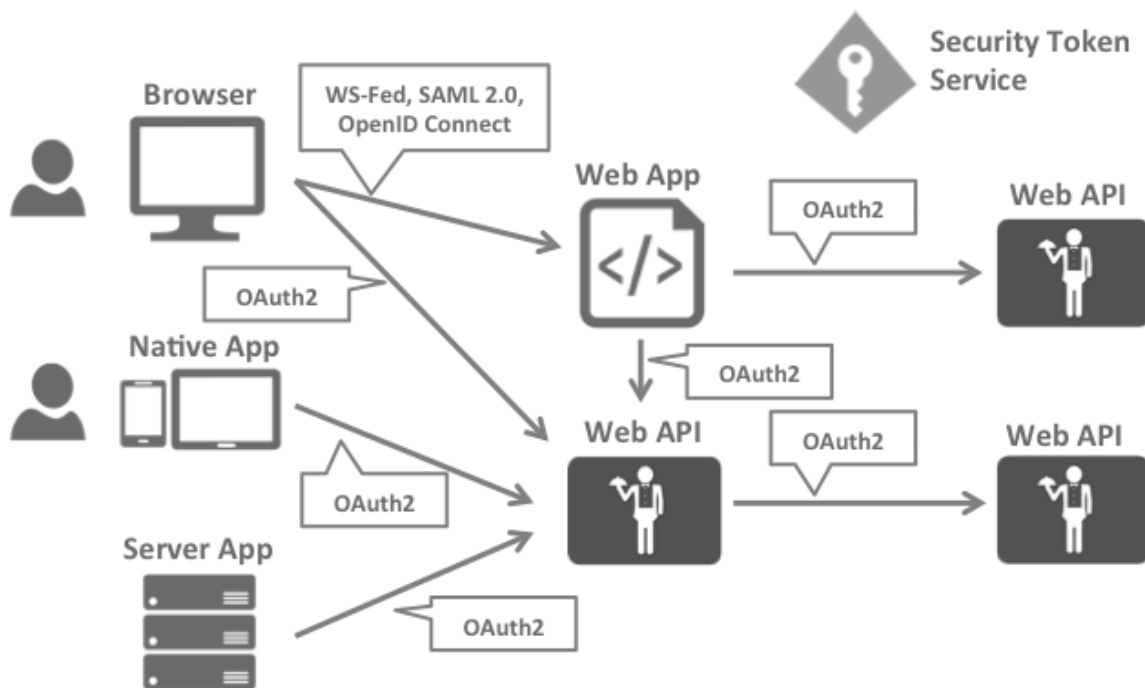 Security Token
Service
Browser
WS-Fed, SAML 2.0,
OpenID Connect
Web App
OAuth2
Web API
</>
OAuth2
Native App
OAuth2
Web API
OAuth2
Web API
OAuth2
Server App
OAuth2